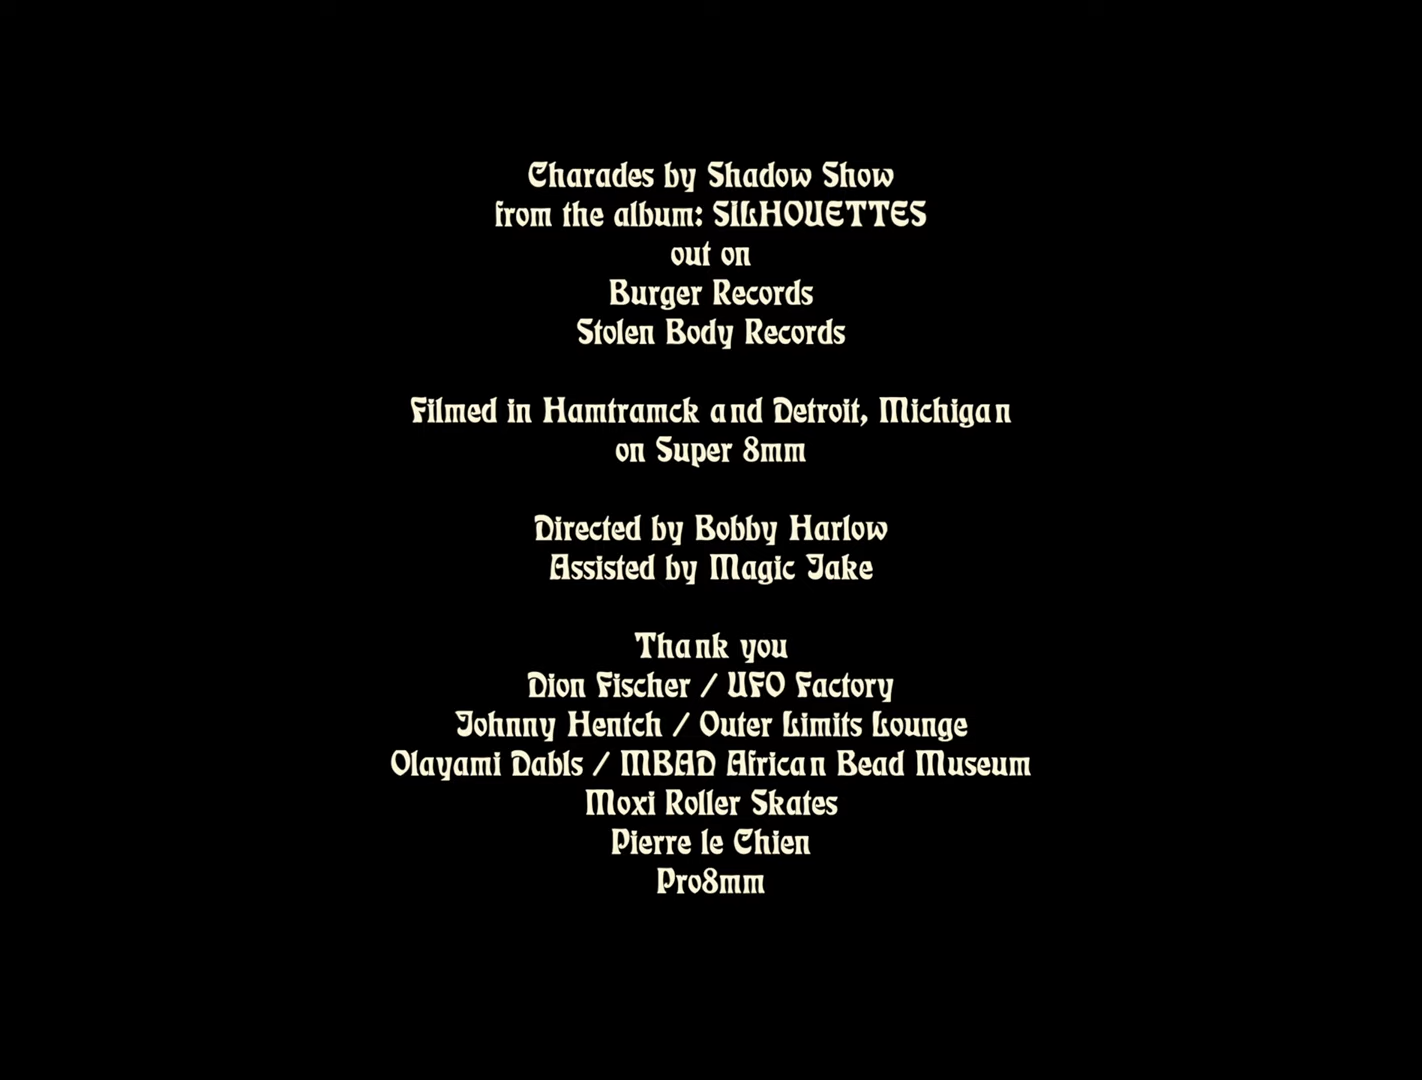 Charades by Shadow Show
from the album: SILHOUETTES
out on
Burger Records
Stolen Body Records
Filmed in Hamtramck and Detroit, Michigan
on Super 8mm
Directed by Bobby Harlow
Assisted by Magic Jake
Thank you
Dion Fischer / UFO Factory
Johnny Hentch / Outer Limits Lounge
Olayami Dabls / MBAD African Bead Museum
Moxi Roller Skates
Pierre le Chien
Pro8mm